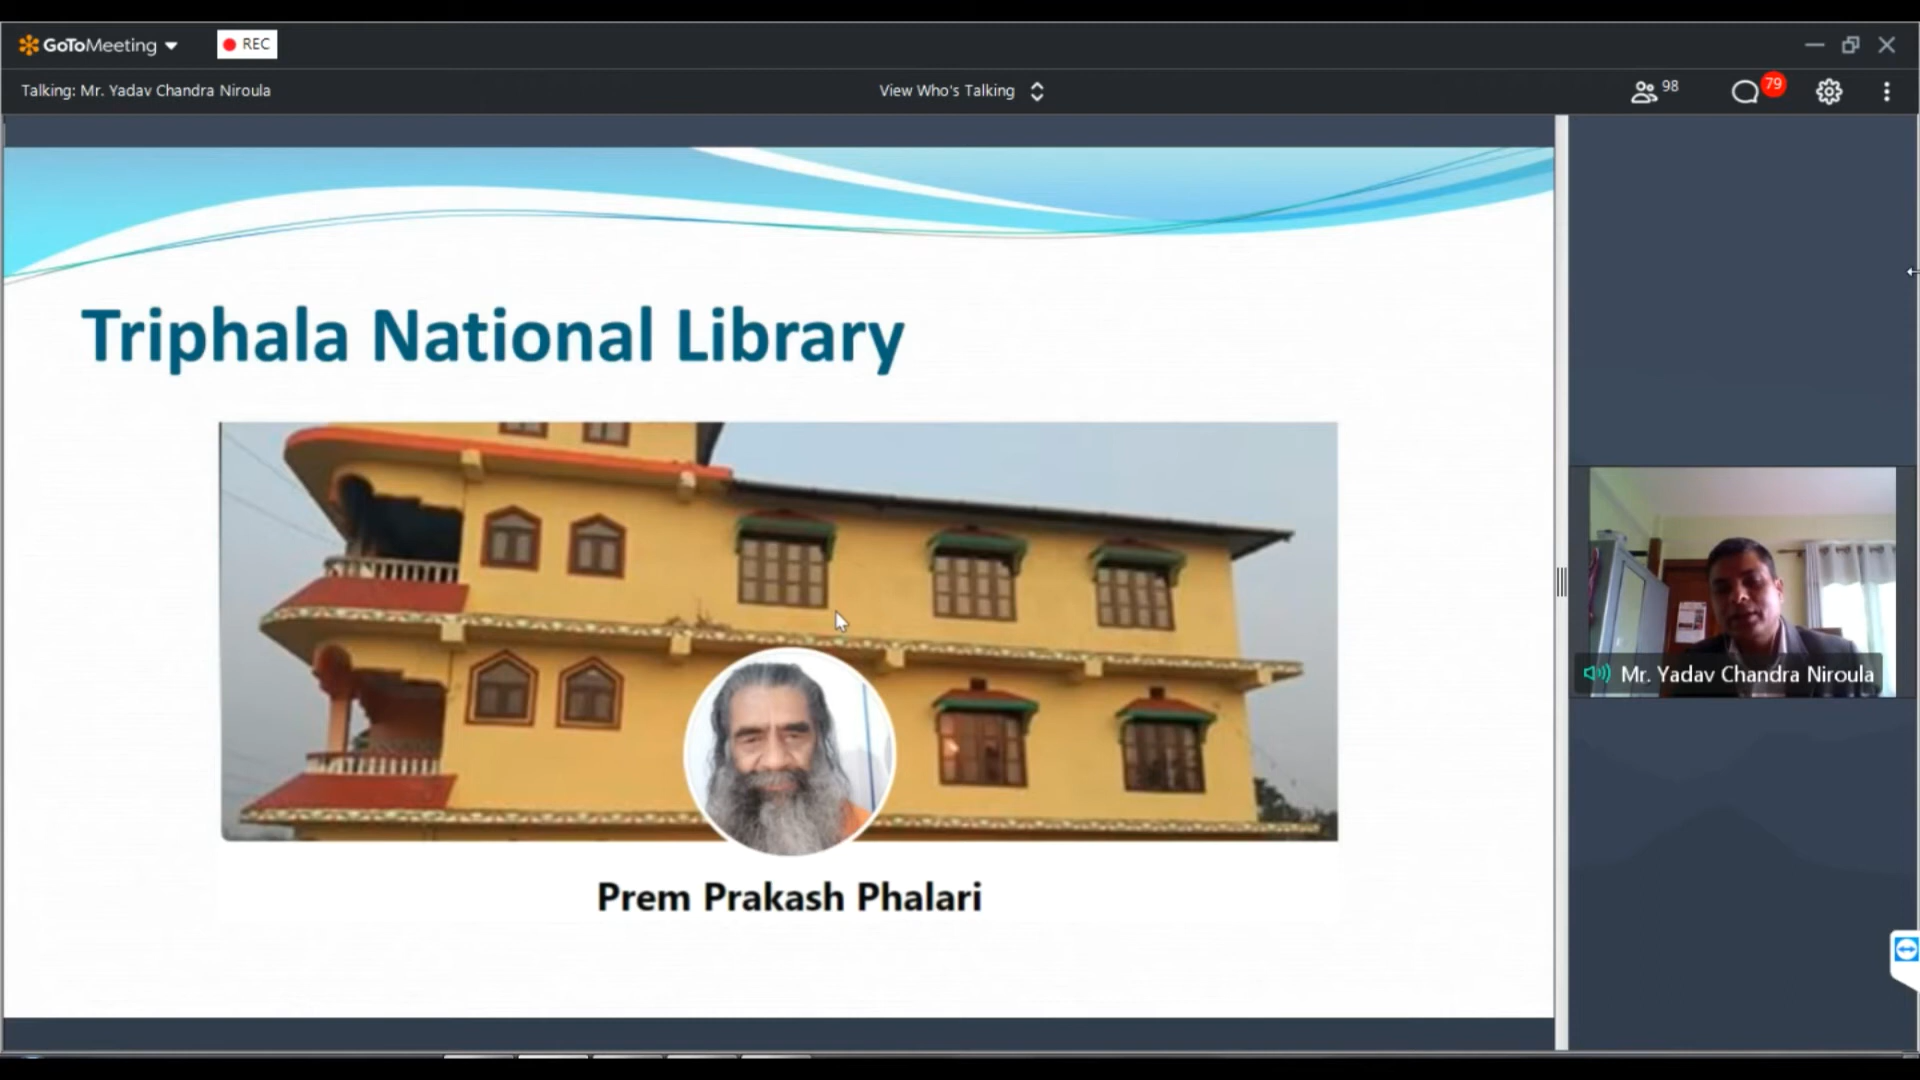 GoToMeeting
REC
Talking: Mr. Yadav Chandra Niroula
View Who's Talking
98
79
Triphala National Library
Prem Prakash Phalari
Mr. Yadav Chandra Niroula